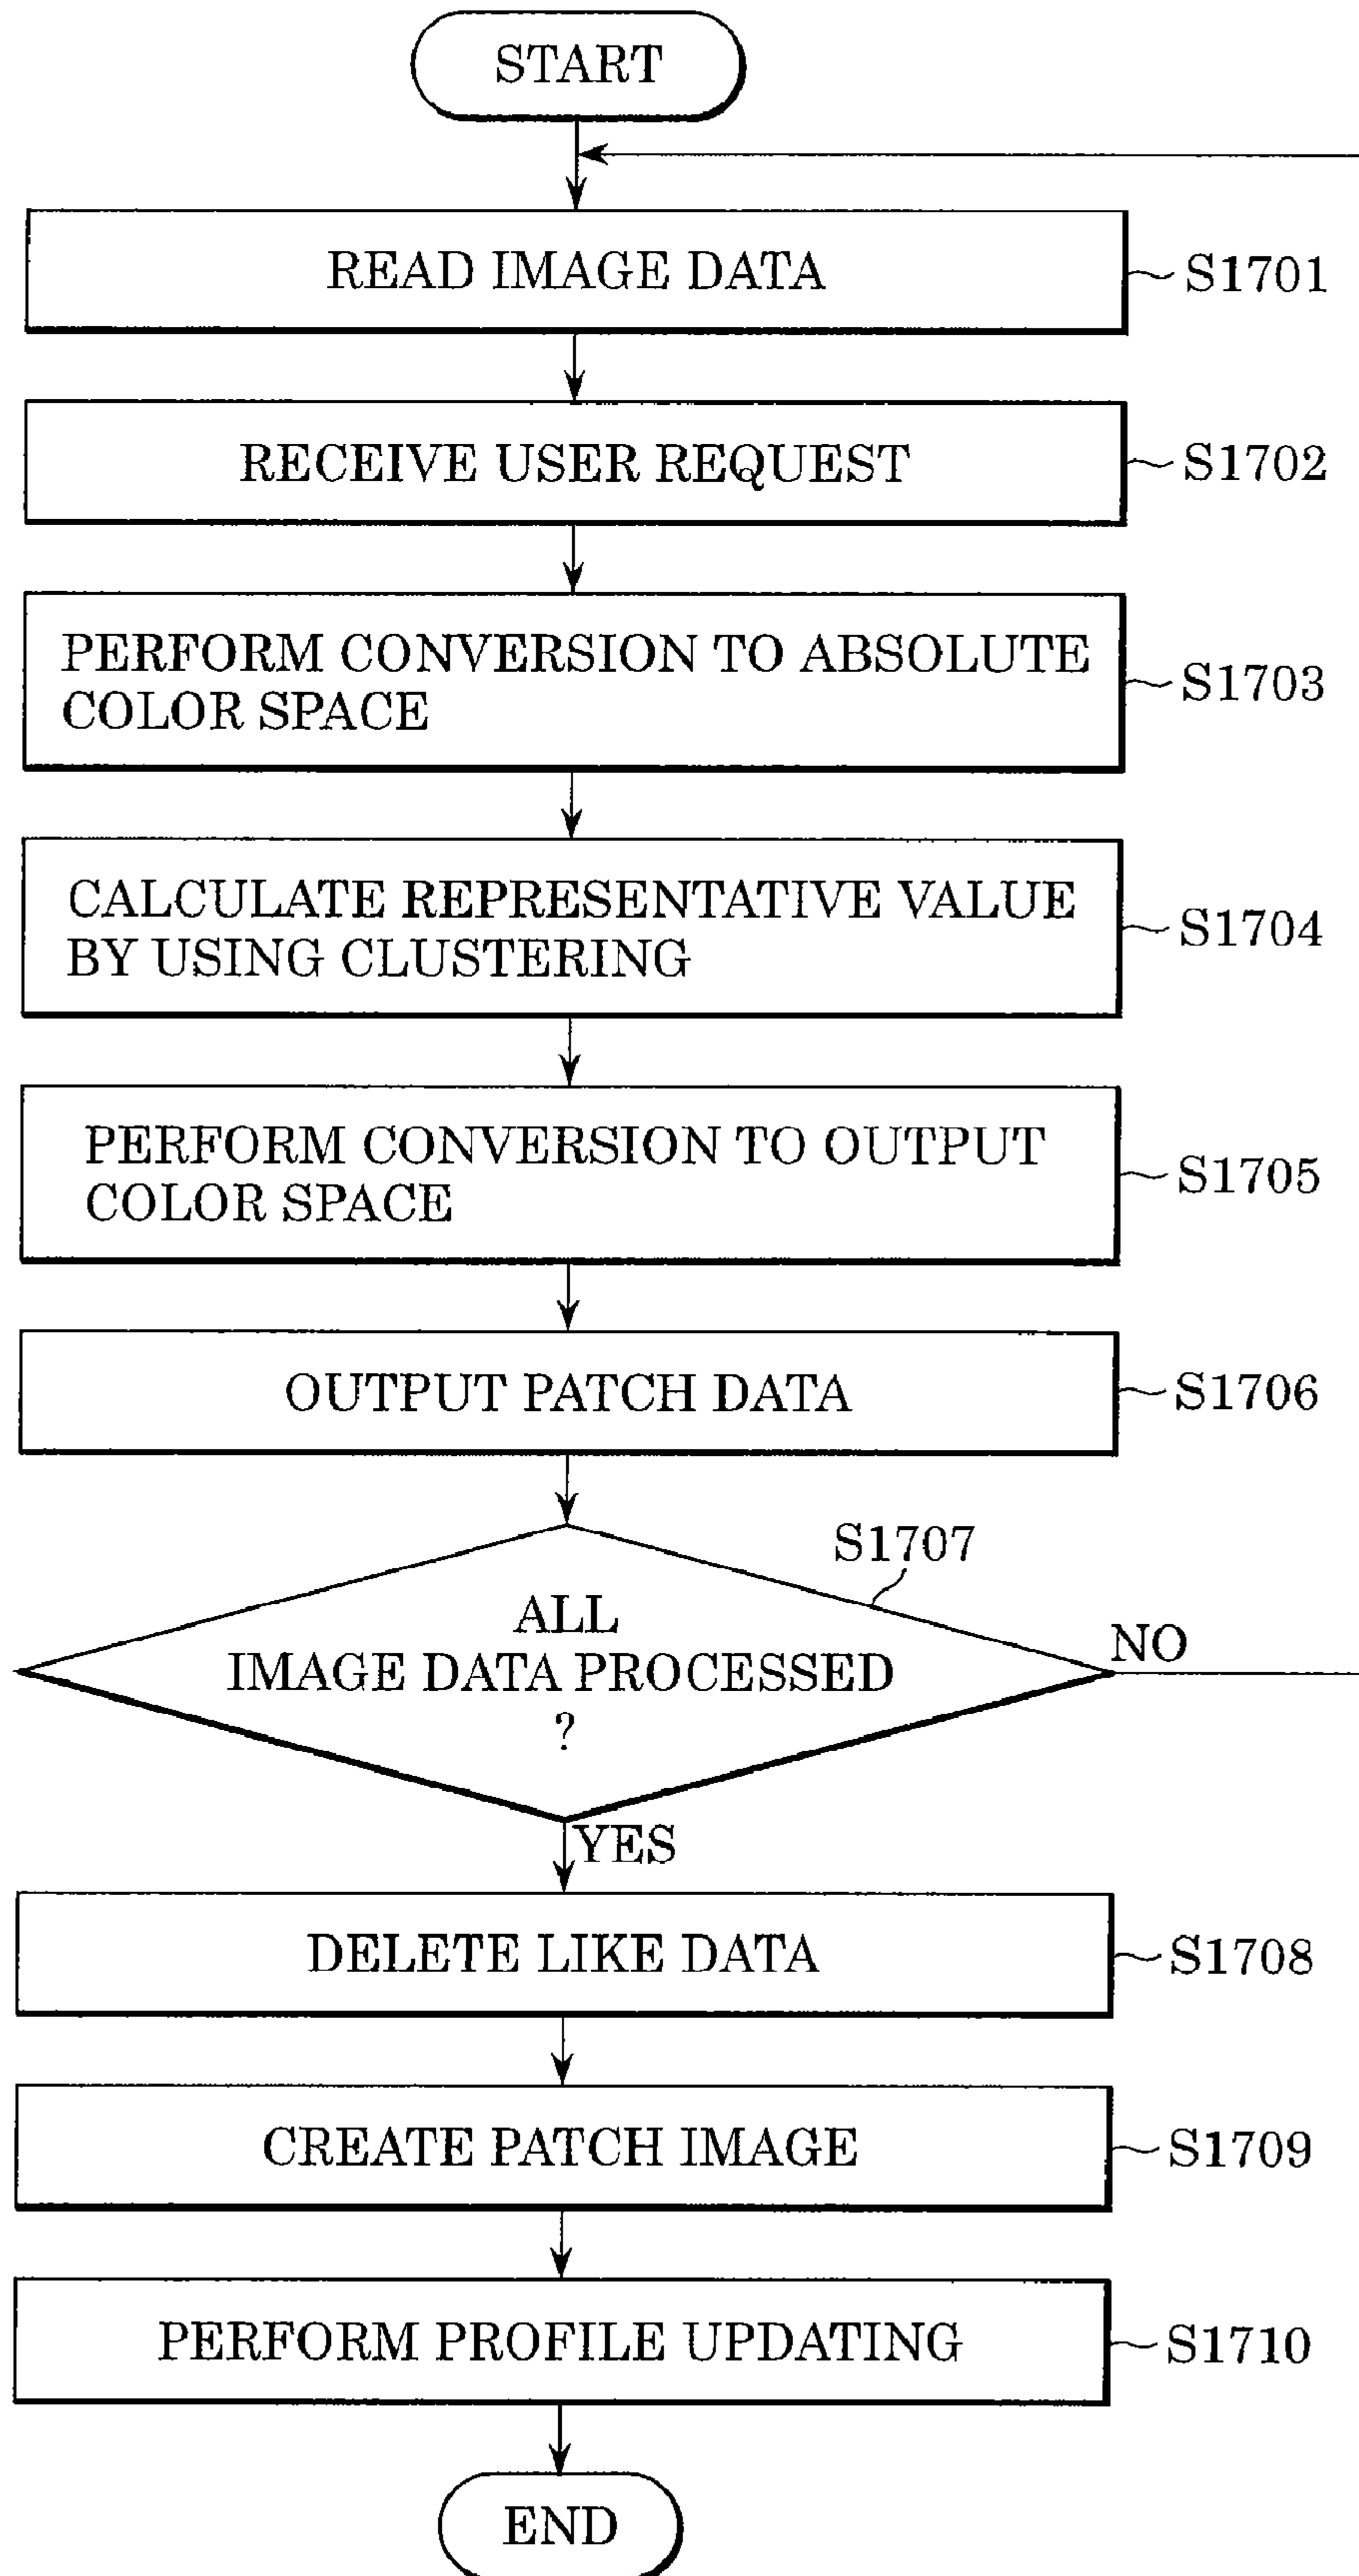 START
READ IMAGE DATA
S1701
RECEIVE USER REQUEST
S1702
PERFORM CONVERSION TO ABSOLUTE
COLOR SPACE
S1703
CALCULATE REPRESENTATIVE VALUE
BY USING CLUSTERING
S1704
PERFORM CONVERSION TO OUTPUT
COLOR SPACE
S1705
OUTPUT PATCH DATA
S1706
S1707
ALL
IMAGE DATA PROCESSED
?
NO
YES
DELETE LIKE DATA
S1708
CREATE PATCH IMAGE
S1709
PERFORM PROFILE UPDATING
S1710
END